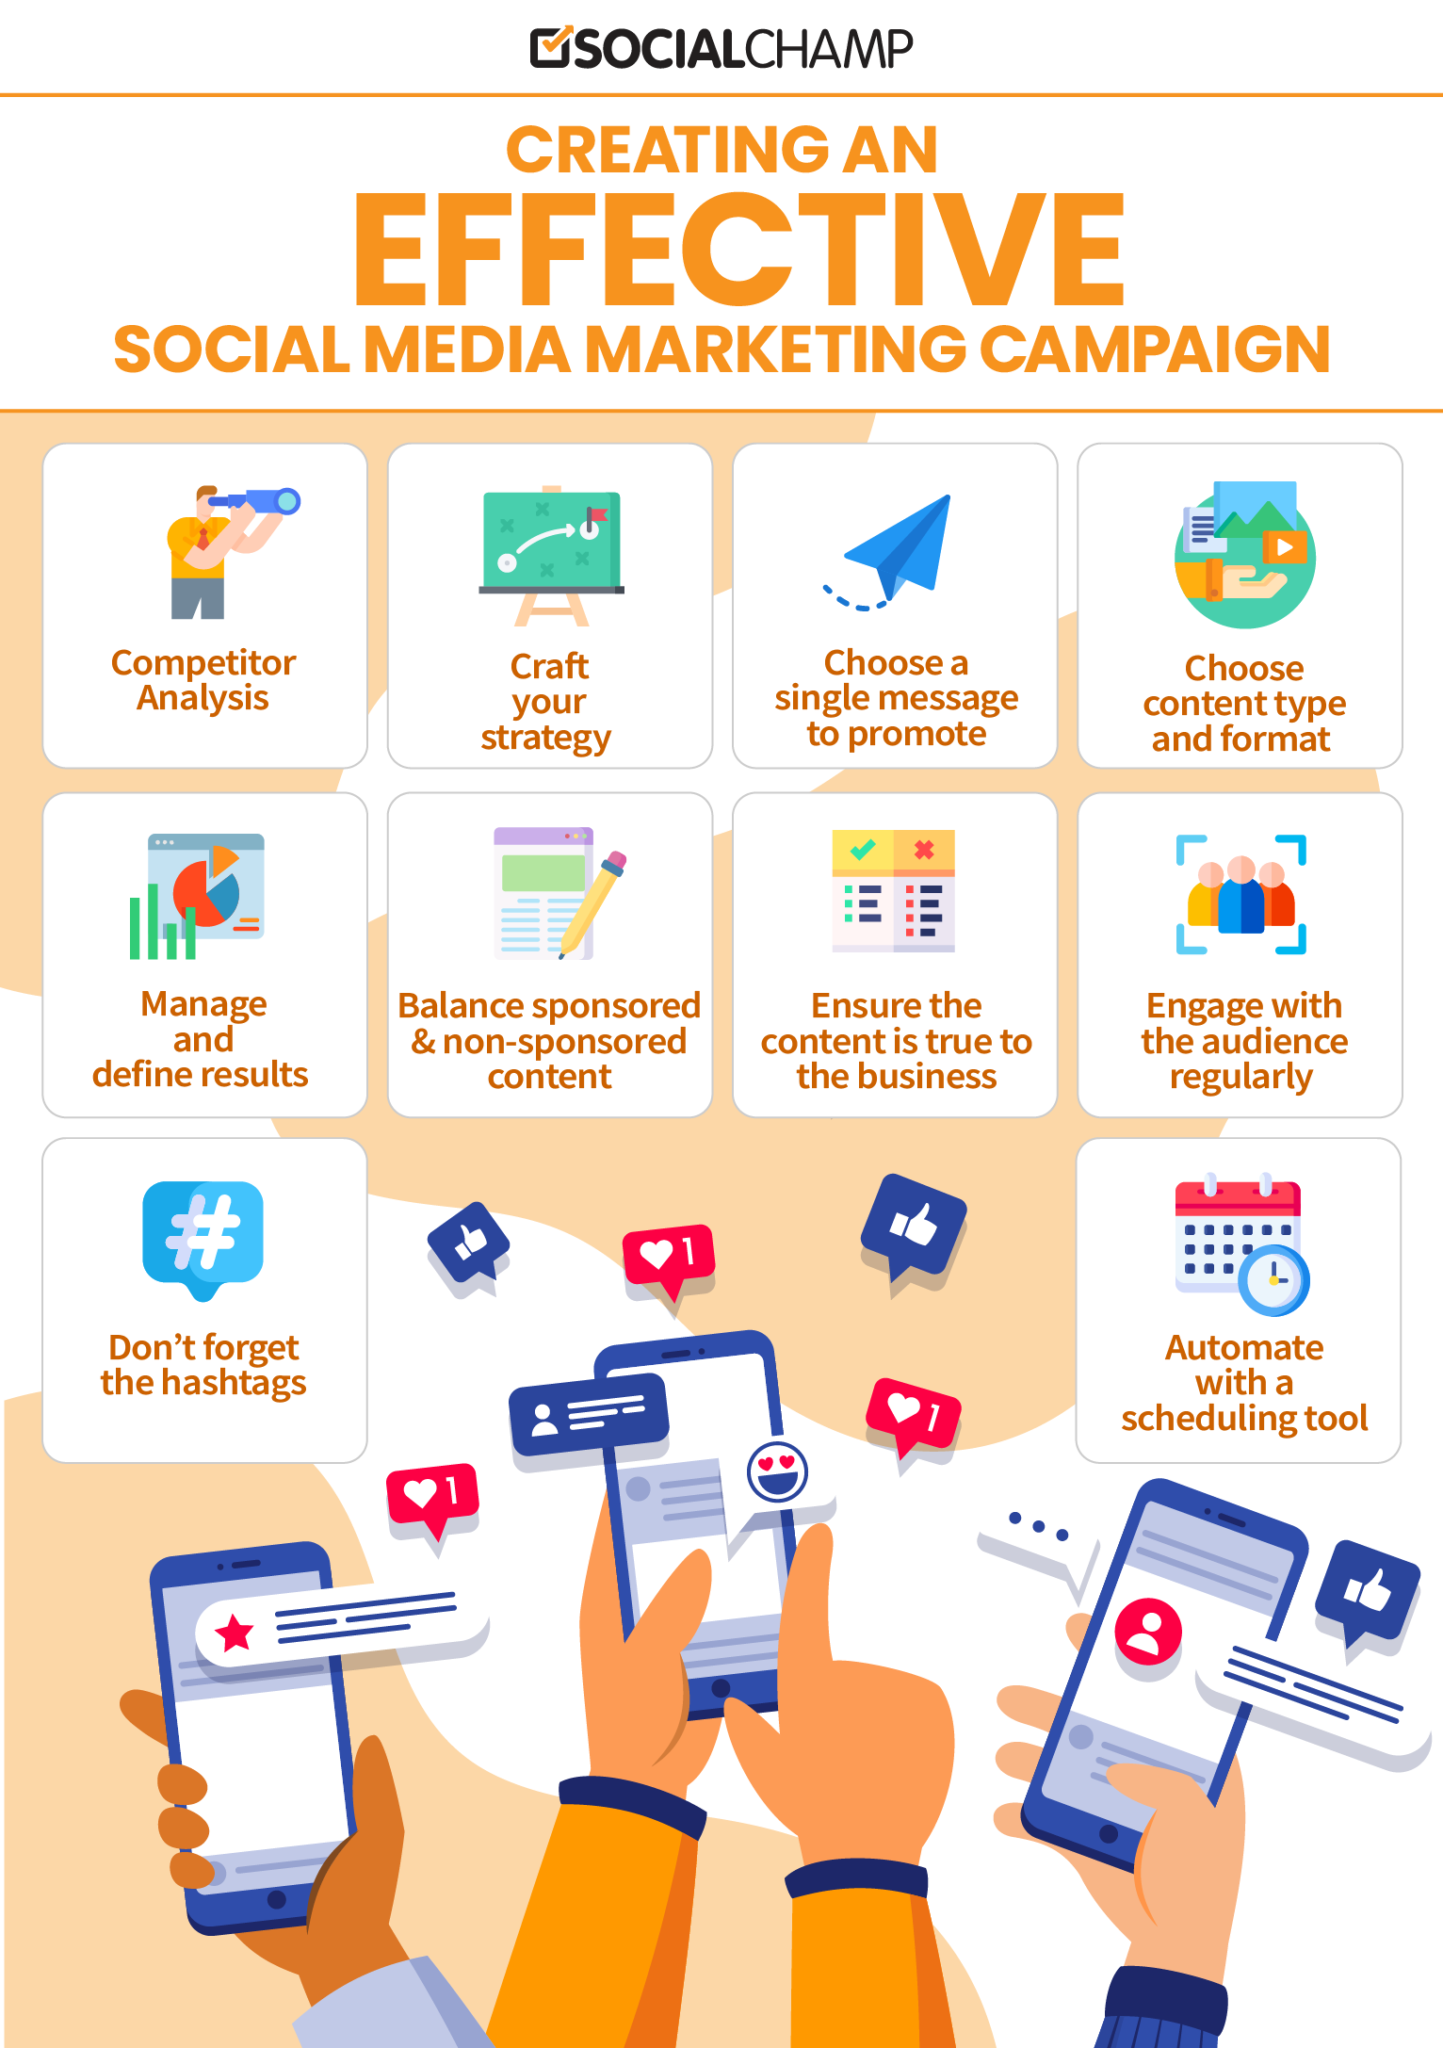 SOCIALCHAMP
CREATING AN
EFFECTIVE
SOCIAL MEDIA MARKETING CAMPAIGN
Competitor
Analysis
Craft
your
strategy
Choose a
single message
to promote
Choose
content type
and format
Manage
and
define results
Balance sponsored
& non-sponsored
content
Ensure the
content is true to
the business
Engage with
the audience
regularly
#
Don't forget
the hashtags
Automate
with a
scheduling tool
1
1
1